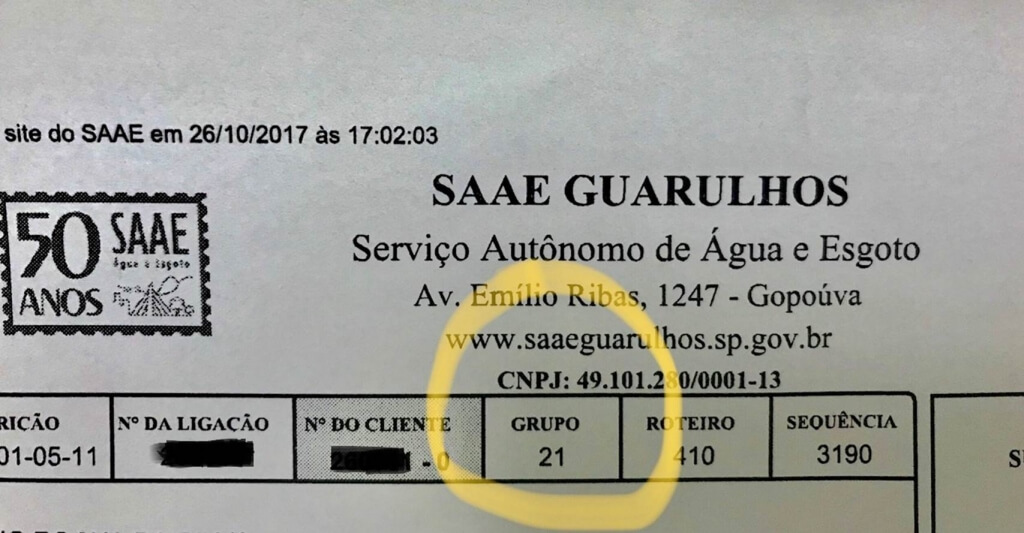 site do SAAE em 26/10/2017 às 17:02:03
50 SAAE
água e esgoto
ANOS
SAAE GUARULHOS
Serviço Autônomo de Água e Esgoto
Av. Emílio Ribas, 1247 - Gopoúva
www.saaeguarulhos.sp.gov.br
CNPJ: 49.101.280/0001-13
RIÇÃO Nº DA LIGAÇÃO Nº DO CLIENTE GRUPO ROTEIRO SEQUÊNCIA
01-05-11 - 0 21 410 3190